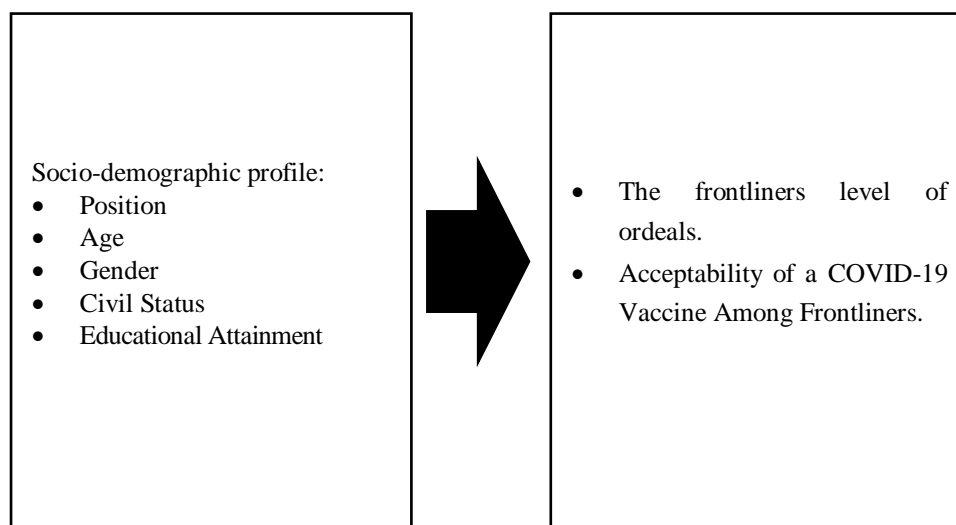 Socio-demographic profile:
• Position
• Age
• Gender
• Civil Status
• Educational Attainment
• The frontliners level of
ordeals.
• Acceptability of a COVID-19
Vaccine Among Frontliners.